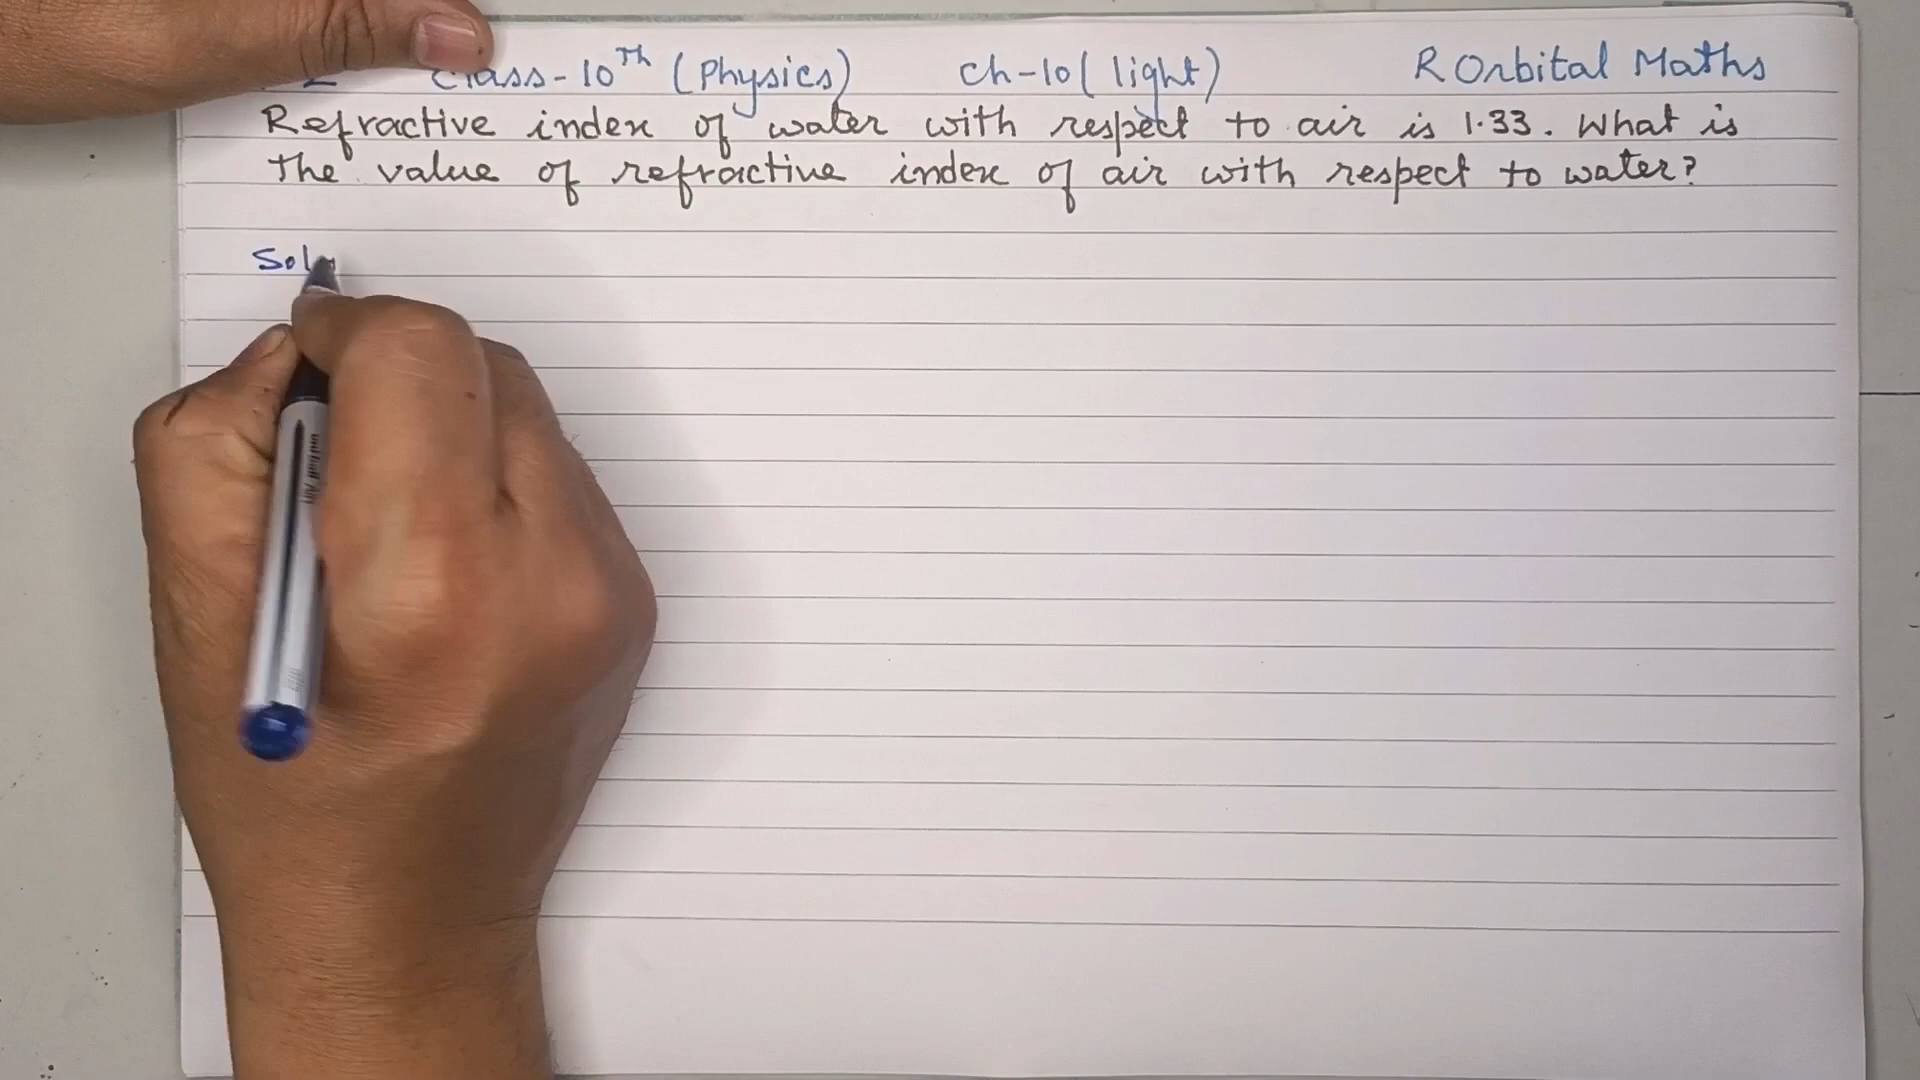 Class-10Th (Physics) Ch-10( light) R Orbital Maths
Refractive index of water with respect to air is 1.33. What is
the value of refractive index of air with respect to water?
Sol